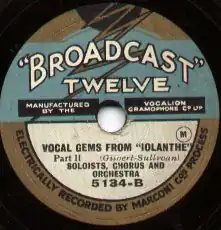 "BROADCAST"
TWELVE
MANUFACTURED BY THE
VOCALION GRAMOPHONE Co LTD
M
VOCAL GEMS FROM "IOLANTHE"
Part II (Gilbert-Sullivan)
SOLOISTS, CHORUS AND
ORCHESTRA
5134-B
ELECTRICALLY RECORDED BY MARCONI Co's PROCESS